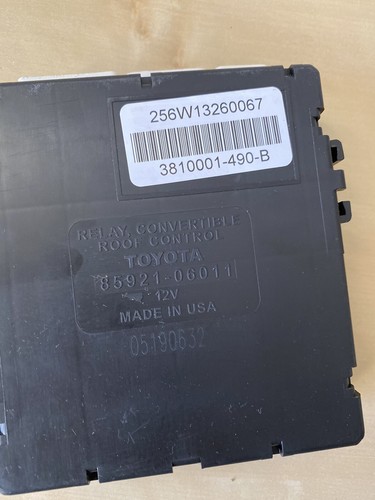 256W13260067
3810001-490-B
RELAY, CONVERTIBLE
ROOF CONTROL
TOYOTA
85921-06011
12V
MADE IN USA
05190632